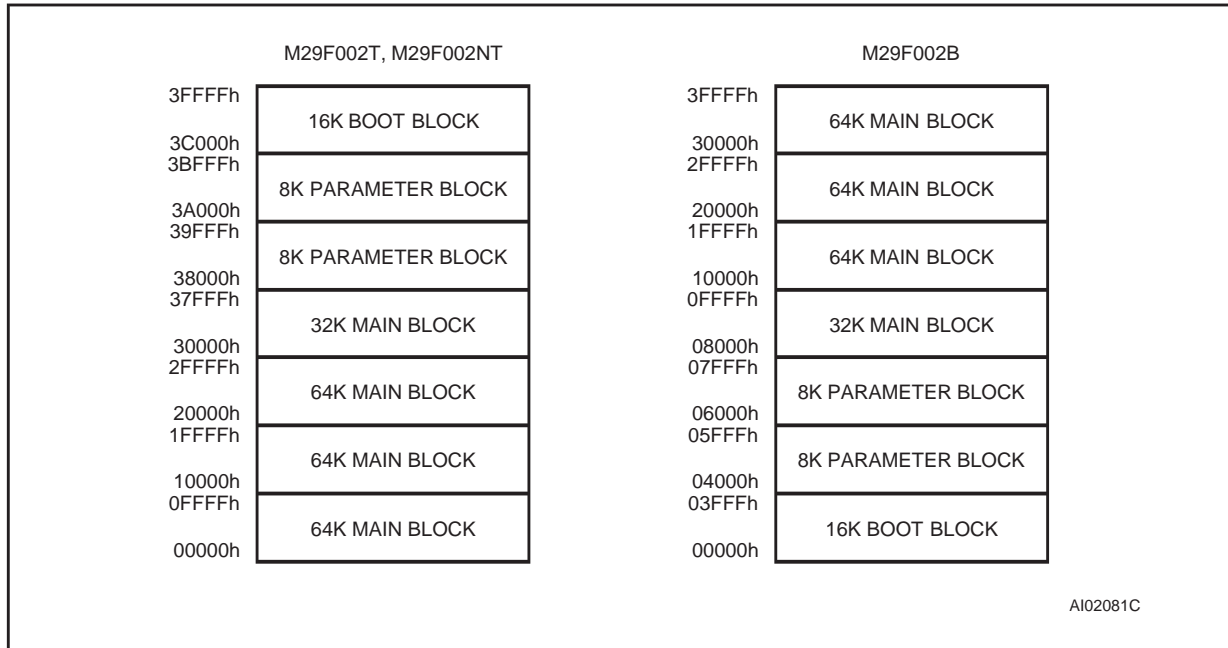 M29F002T, M29F002NT
3FFFFh
16K BOOT BLOCK
3C000h
3BFFFh
8K PARAMETER BLOCK
3A000h
39FFFh
8K PARAMETER BLOCK
38000h
37FFFh
32K MAIN BLOCK
30000h
2FFFFh
64K MAIN BLOCK
20000h
1FFFFh
64K MAIN BLOCK
10000h
0FFFFh
64K MAIN BLOCK
00000h
M29F002B
3FFFFh
64K MAIN BLOCK
30000h
2FFFFh
64K MAIN BLOCK
20000h
1FFFFh
64K MAIN BLOCK
10000h
0FFFFh
32K MAIN BLOCK
08000h
07FFFh
8K PARAMETER BLOCK
06000h
05FFFh
8K PARAMETER BLOCK
04000h
03FFFh
16K BOOT BLOCK
00000h
AI02081C